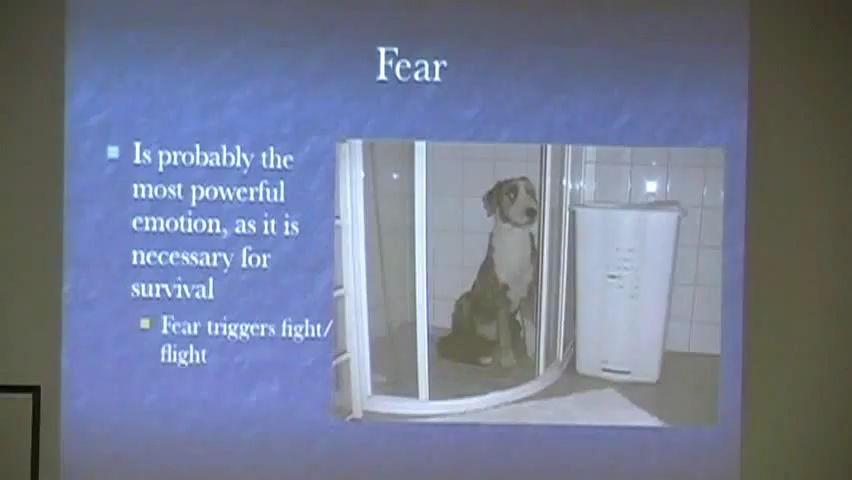 Fear
Is probably the
most powerful
emotion, as it is
necessary for
survival
Fear triggers fight/
flight